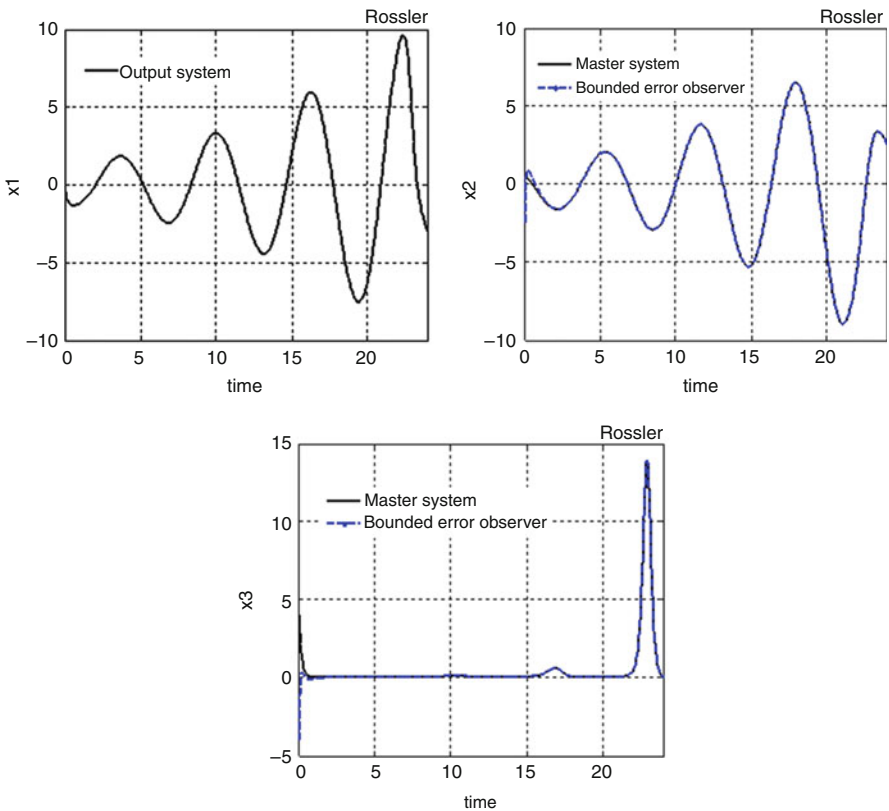 Rossler
10
Output system
5
x1
0
−5
−10
0 5 10 15 20
time
Rossler
10
Master system
Bounded error observer
5
x2
0
−5
−10
0 5 10 15 20
time
Rossler
15
Master system
Bounded error observer
10
5
x3
0
−5
0 5 10 15 20
time